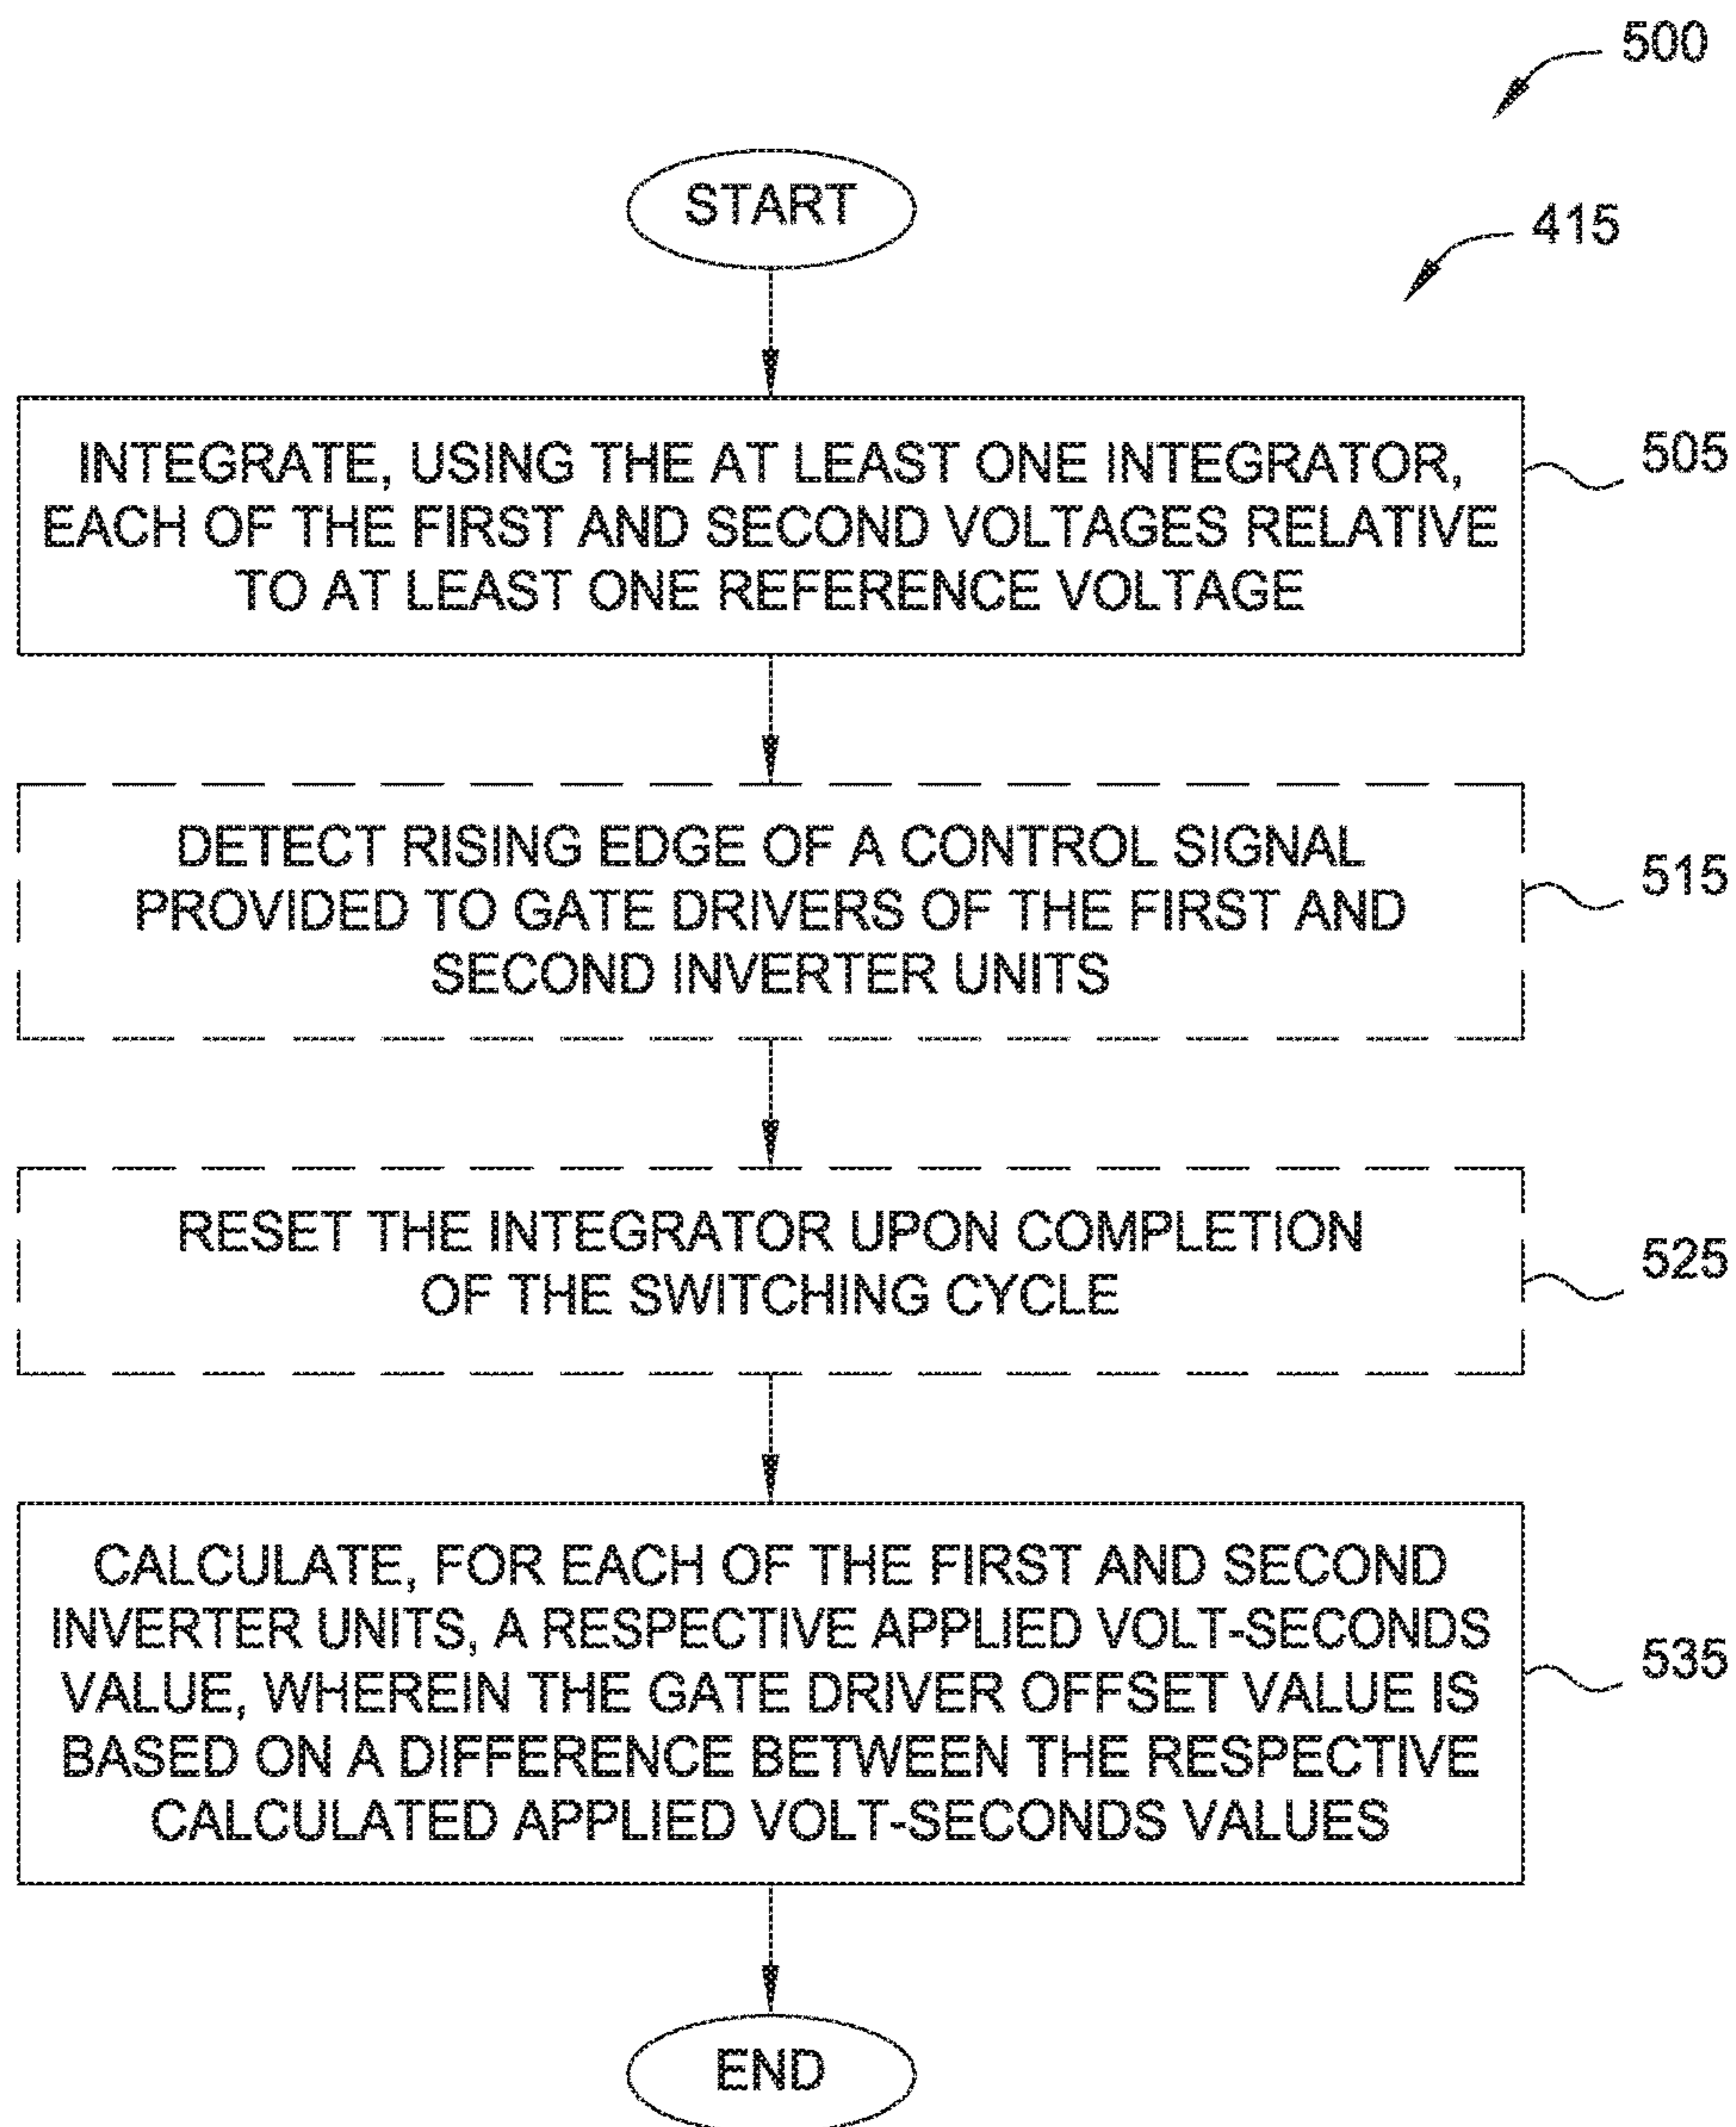 500
START
415
INTEGRATE, USING THE AT LEAST ONE INTEGRATOR,
EACH OF THE FIRST AND SECOND VOLTAGES RELATIVE
TO AT LEAST ONE REFERENCE VOLTAGE
505
DETECT RISING EDGE OF A CONTROL SIGNAL
PROVIDED TO GATE DRIVERS OF THE FIRST AND
SECOND INVERTER UNITS
515
RESET THE INTEGRATOR UPON COMPLETION
OF THE SWITCHING CYCLE
525
CALCULATE, FOR EACH OF THE FIRST AND SECOND
INVERTER UNITS, A RESPECTIVE APPLIED VOLT-SECONDS
VALUE, WHEREIN THE GATE DRIVER OFFSET VALUE IS
BASED ON A DIFFERENCE BETWEEN THE RESPECTIVE
CALCULATED APPLIED VOLT-SECONDS VALUES
535
END